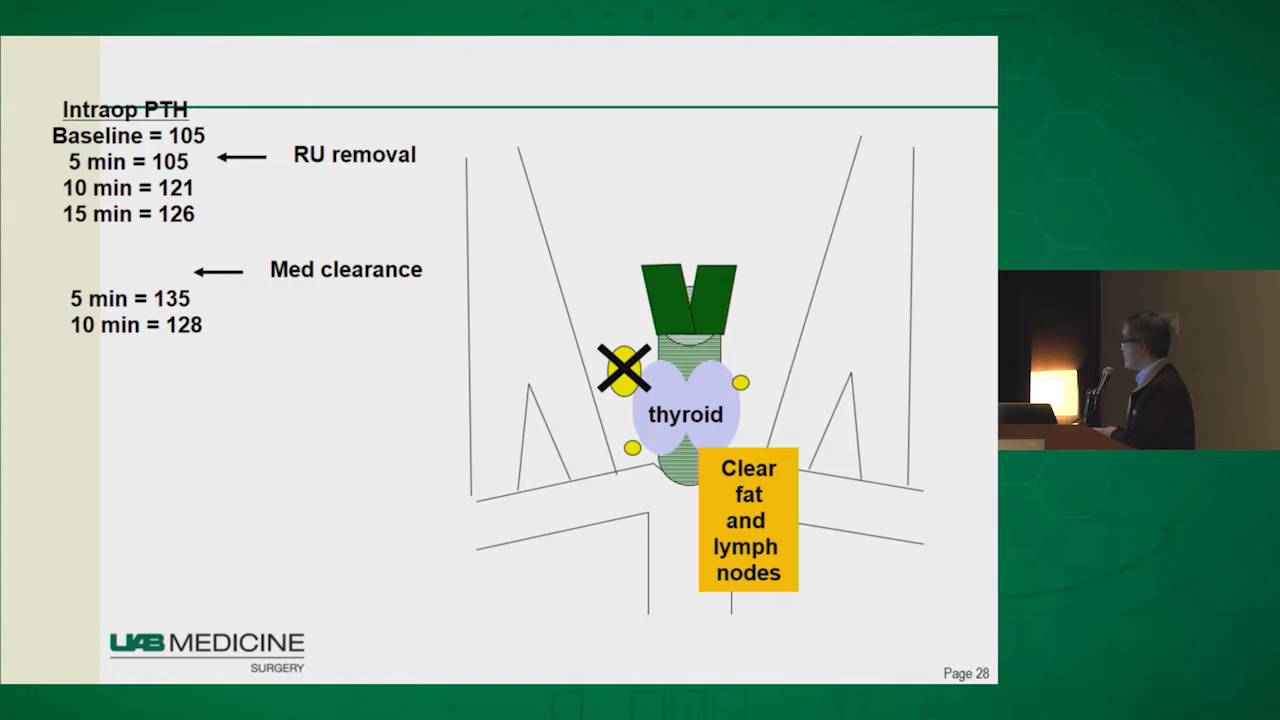 Intraop PTH
Baseline = 105
5 min = 105
10 min = 121
15 min = 126
RU removal
Med clearance
5 min = 135
10 min = 128
thyroid
Clear
fat
and
lymph
nodes
UAB MEDICINE
SURGERY
Page 28